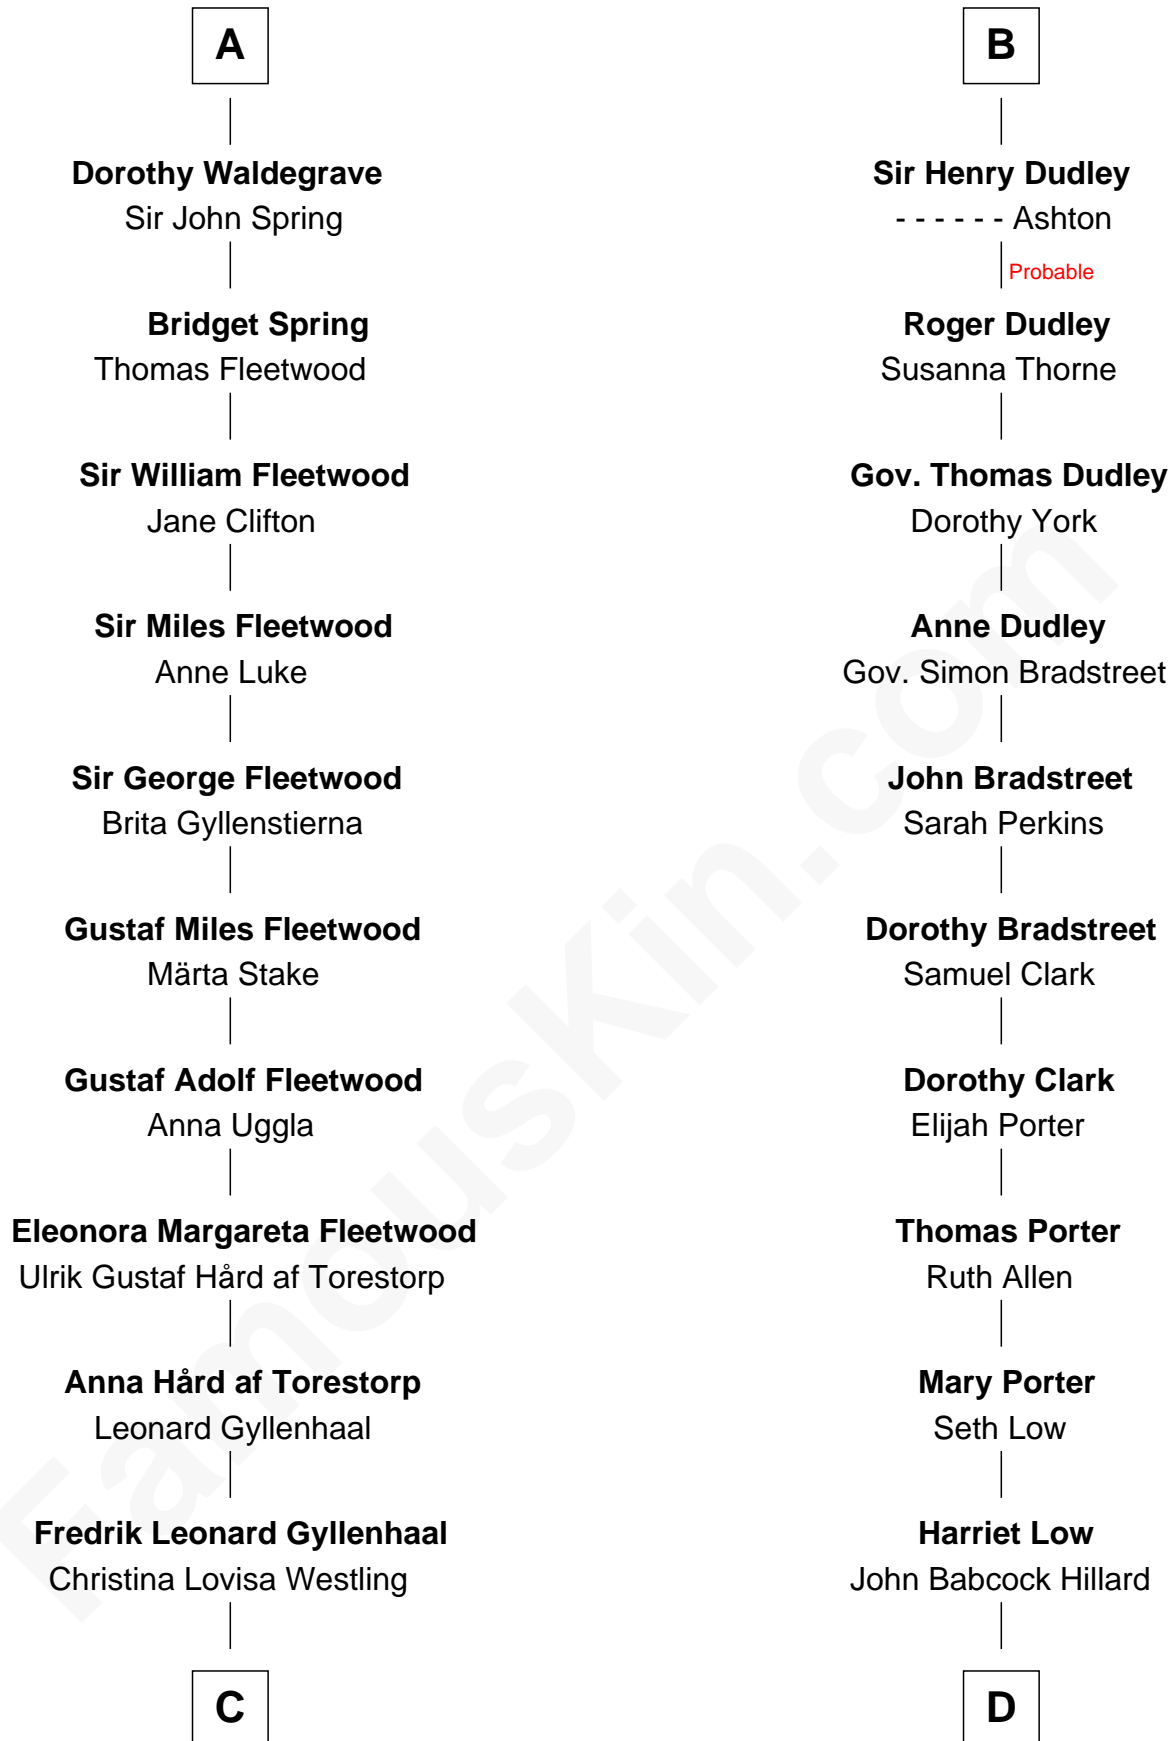 A
Dorothy Waldegrave
Sir John Spring
Bridget Spring
Thomas Fleetwood
Sir William Fleetwood
Jane Clifton
Sir Miles Fleetwood
Anne Luke
Sir George Fleetwood
Brita Gyllenstierna
Gustaf Miles Fleetwood
Märta Stake
Gustaf Adolf Fleetwood
Anna Uggla
Eleonora Margareta Fleetwood
Ulrik Gustaf Hård af Torestorp
Anna Hård af Torestorp
Leonard Gyllenhaal
Fredrik Leonard Gyllenhaal
Christina Lovisa Westling
C
B
Sir Henry Dudley
- - - - - - Ashton
Probable
Roger Dudley
Susanna Thorne
Gov. Thomas Dudley
Dorothy York
Anne Dudley
Gov. Simon Bradstreet
John Bradstreet
Sarah Perkins
Dorothy Bradstreet
Samuel Clark
Dorothy Clark
Elijah Porter
Thomas Porter
Ruth Allen
Mary Porter
Seth Low
Harriet Low
John Babcock Hillard
D
FamousKin.com